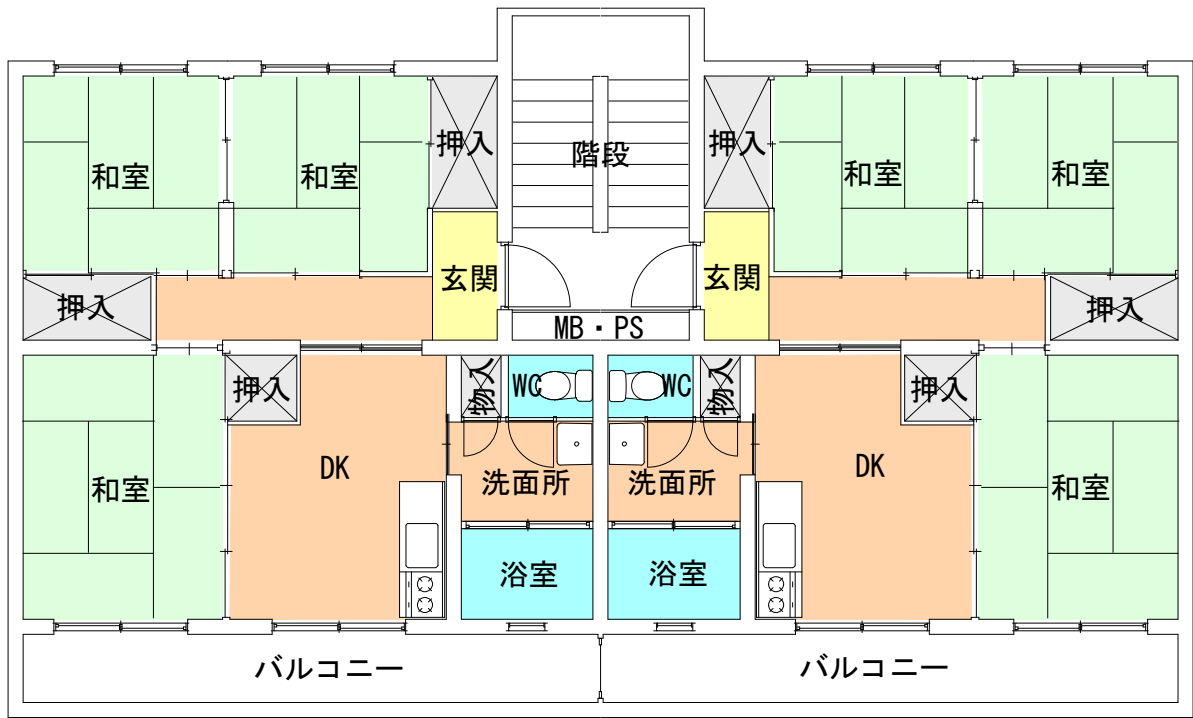 押入
階段
押入
和室
和室
和室
和室
玄関
玄関
押入
押入
MB・PS
物入
WC
WC
物入
押入
押入
DK
DK
和室
洗面所
洗面所
和室
浴室
浴室
バルコニー
バルコニー